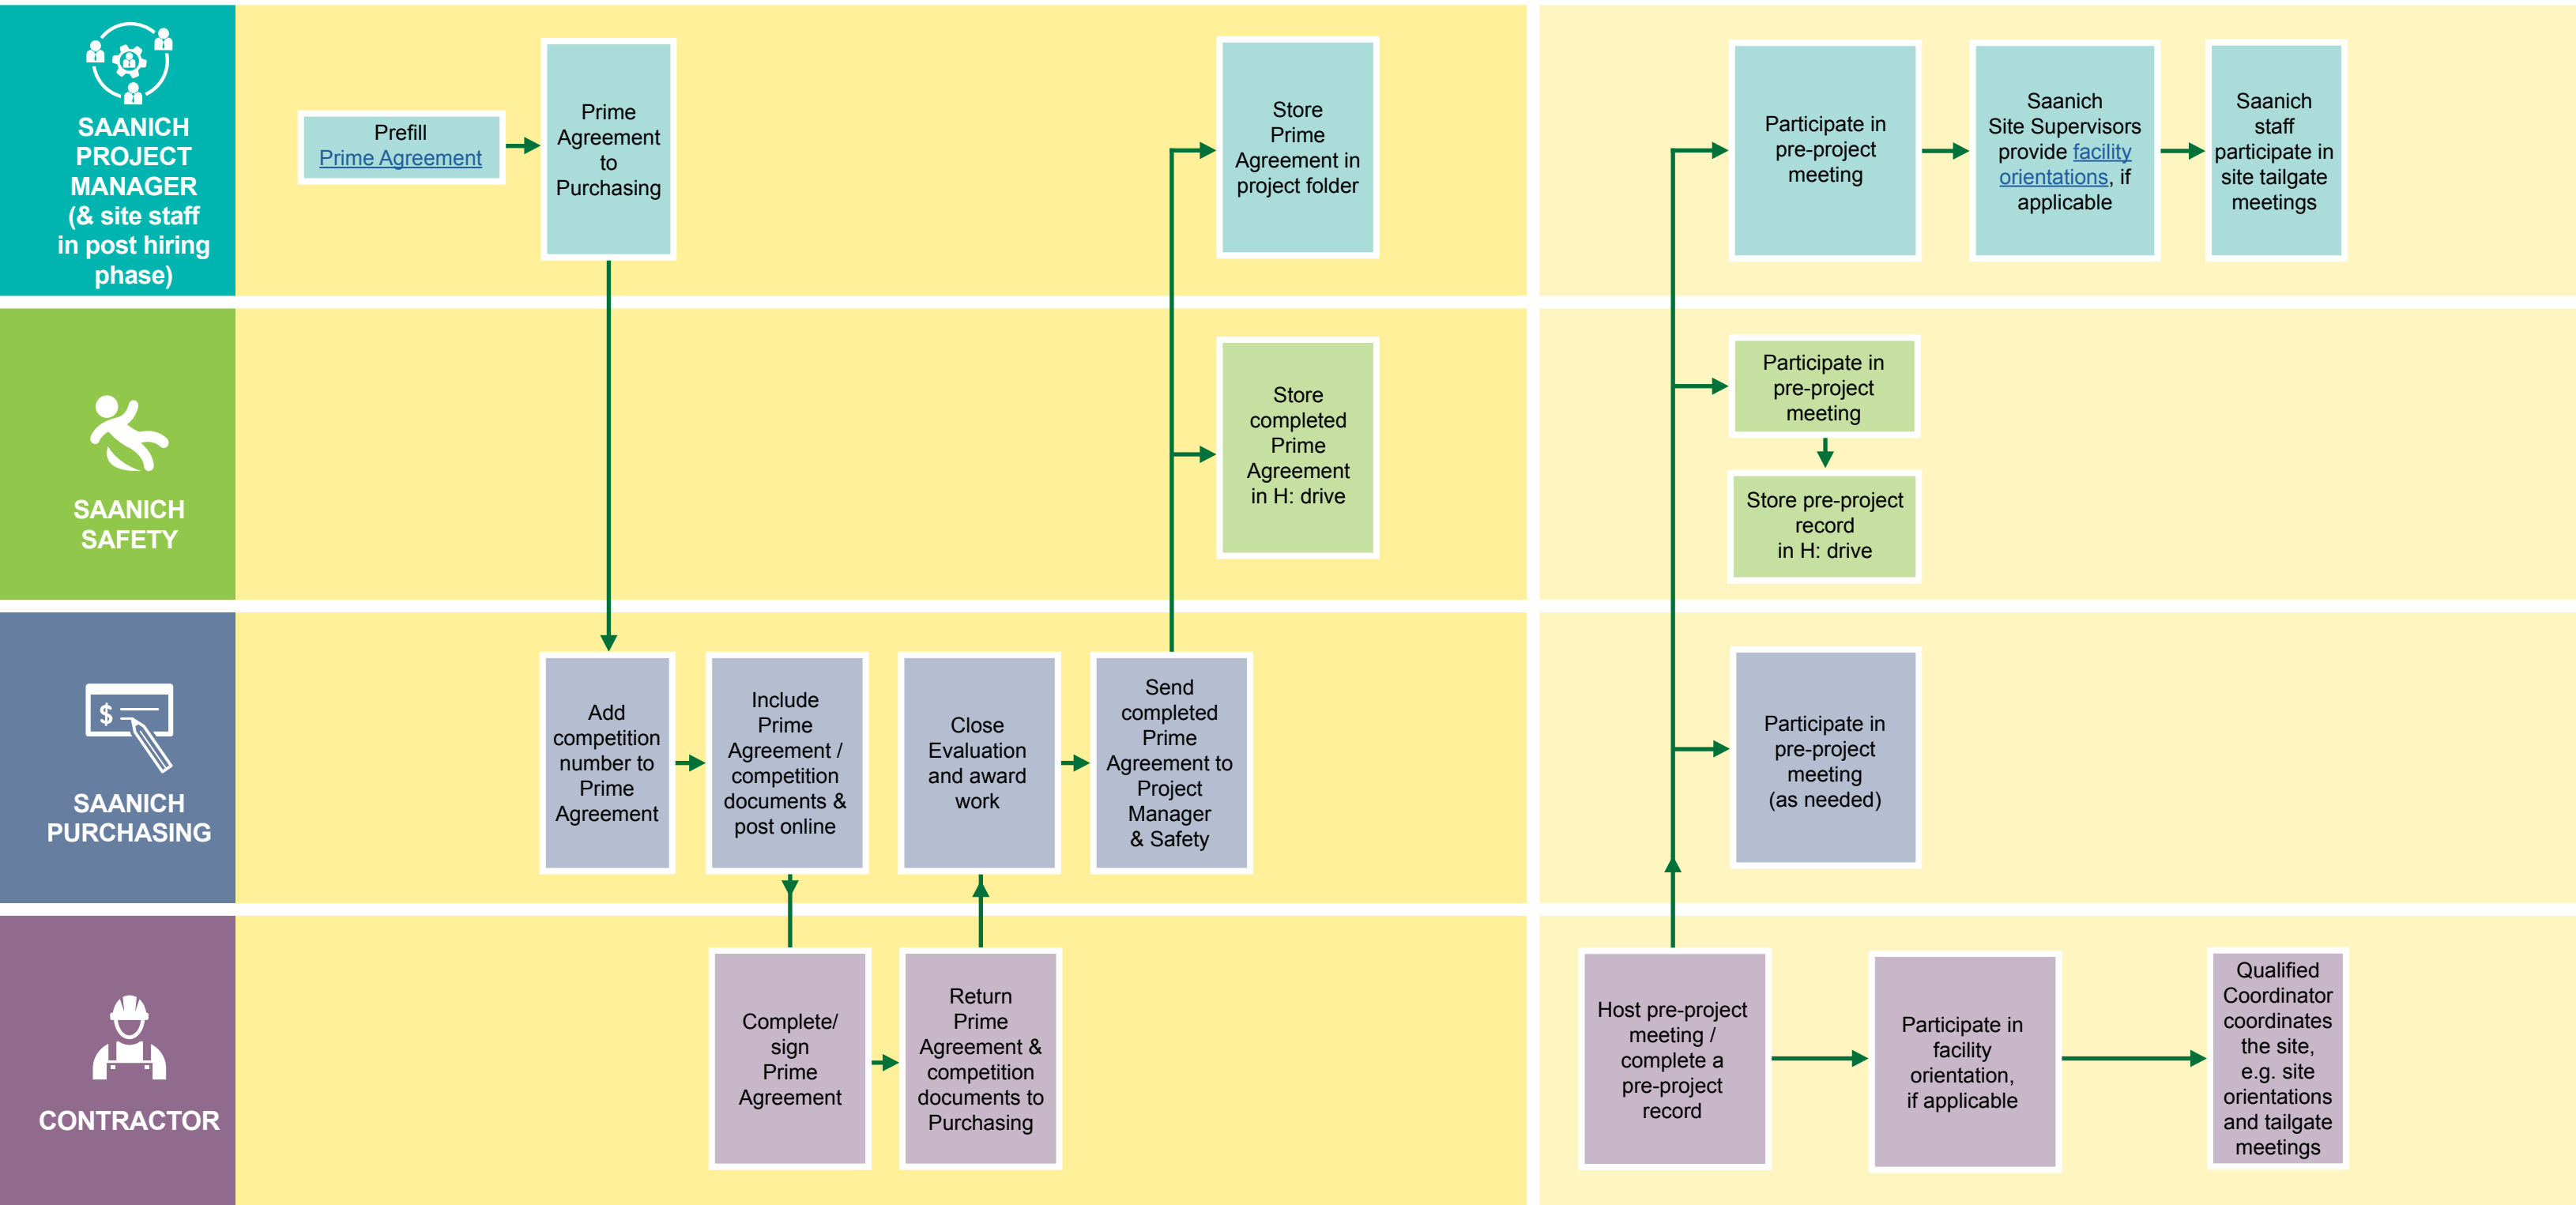 SAANICH
PROJECT
MANAGER
(& site staff
in post hiring
phase)
Prefill
Prime Agreement
Prime
Agreement
to
Purchasing
Store
Prime
Agreement in
project folder
Participate in
pre-project
meeting
Saanich
Site Supervisors
provide facility
orientations, if
applicable
Saanich
staff
participate in
site tailgate
meetings
SAANICH
SAFETY
Store
completed
Prime
Agreement
in H: drive
Participate in
pre-project
meeting
Store pre-project
record
in H: drive
$
SAANICH
PURCHASING
Add
competition
number to
Prime
Agreement
Include
Prime
Agreement /
competition
documents &
post online
Close
Evaluation
and award
work
Send
completed
Prime
Agreement to
Project
Manager
& Safety
Participate in
pre-project
meeting
(as needed)
CONTRACTOR
Complete/
sign
Prime
Agreement
Return
Prime
Agreement &
competition
documents to
Purchasing
Host pre-project
meeting /
complete a
pre-project
record
Participate in
facility
orientation,
if applicable
Qualified
Coordinator
coordinates
the site,
e.g. site
orientations
and tailgate
meetings